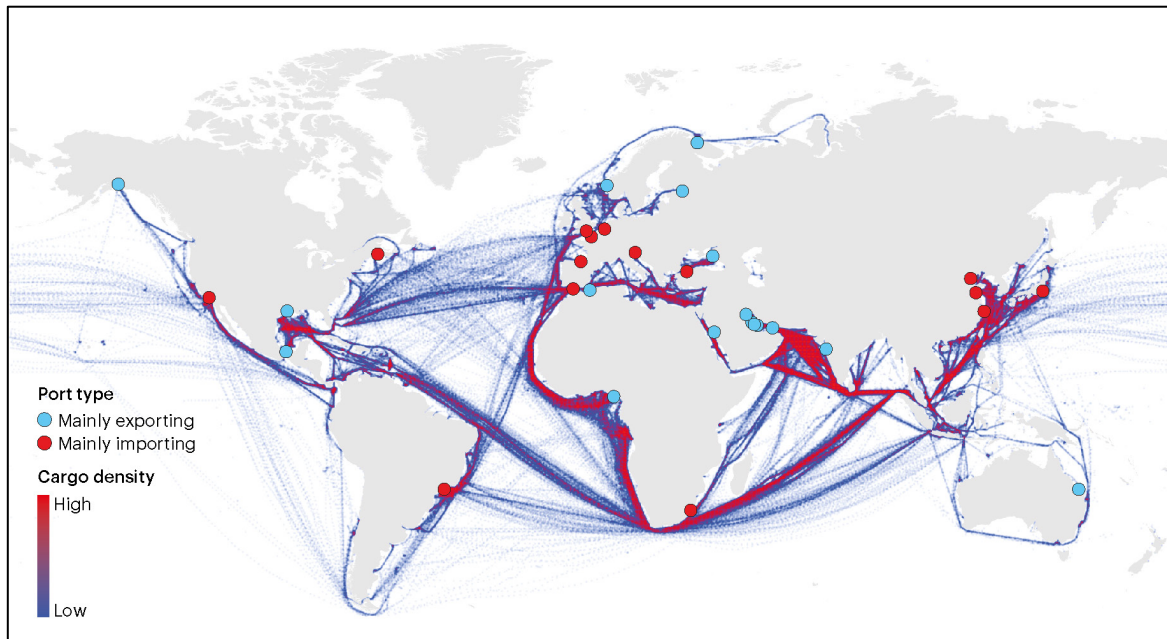 Port type
Mainly exporting
Mainly importing
Cargo density
High
Low